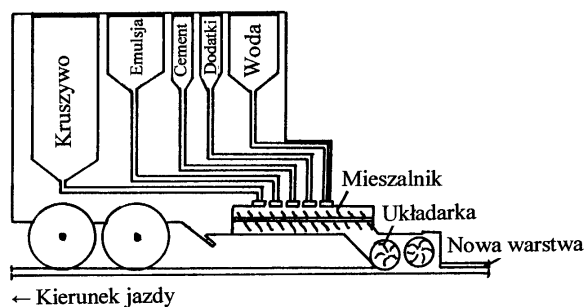 Kruszywo
Emulsja
Cement
Dodatki
Woda
Mieszalnik
Układarka
Nowa warstwa
← Kierunek jazdy